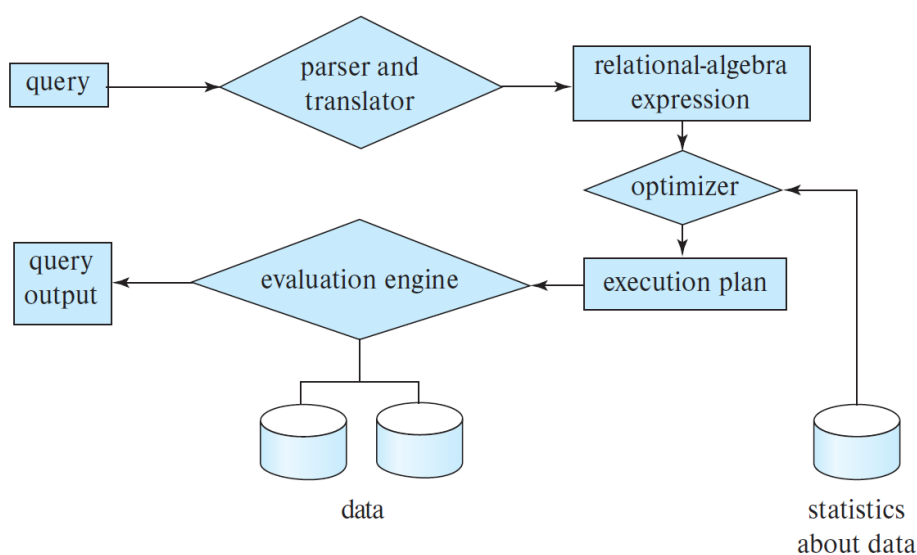 query
parser and
translator
relational-algebra
expression
optimizer
query
output
evaluation engine
execution plan
data
statistics
about data